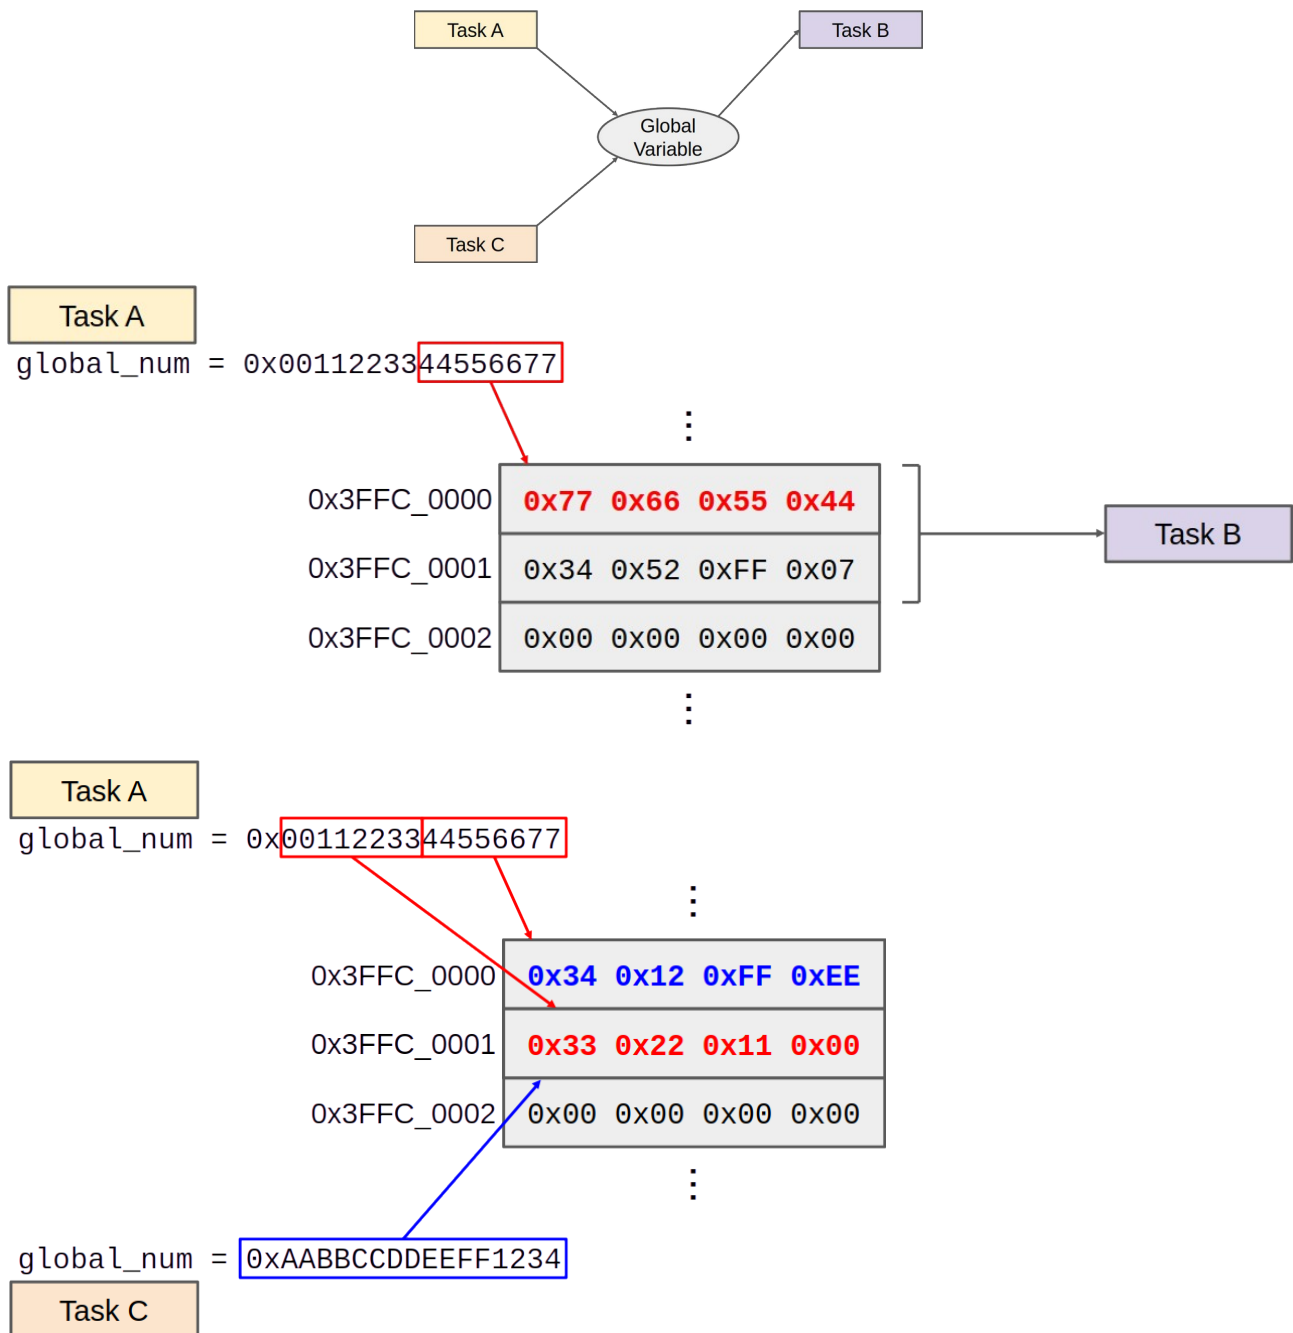 Task A
Task B
Global
Variable
Task C
Task A
global_num = 0x0011223344556677
0x3FFC_0000 0x77 0x66 0x55 0x44
0x3FFC_0001 0x34 0x52 0xFF 0x07
0x3FFC_0002 0x00 0x00 0x00 0x00
Task B
Task A
global_num = 0x0011223344556677
0x3FFC_0000 0x34 0x12 0xFF 0xEE
0x3FFC_0001 0x33 0x22 0x11 0x00
0x3FFC_0002 0x00 0x00 0x00 0x00
global_num = 0xAABBCCDDEEFF1234
Task C